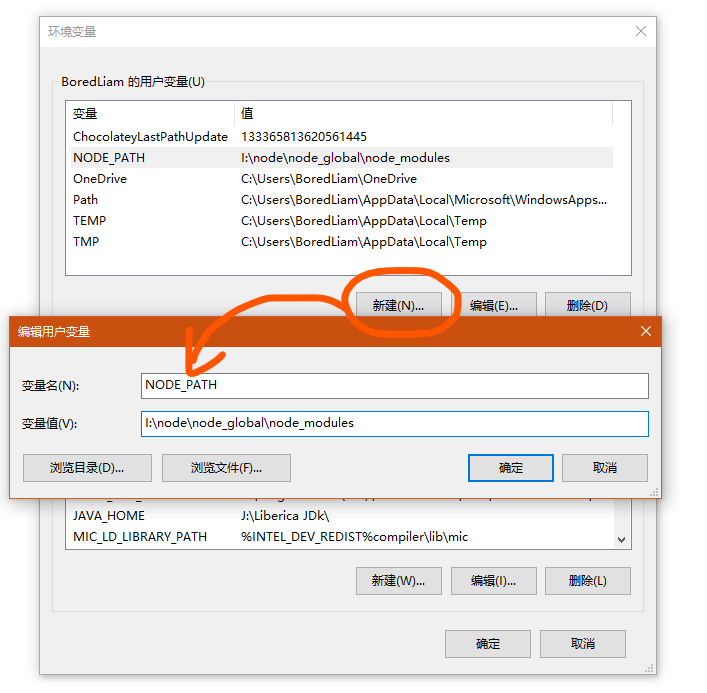 环境变量
BoredLiam 的用户变量(U)
变量 值
ChocolateyLastPathUpdate 133365813620561445
NODE_PATH I:\node\node_global\node_modules
OneDrive C:\Users\BoredLiam\OneDrive
Path C:\Users\BoredLiam\AppData\Local\Microsoft\WindowsApps...
TEMP C:\Users\BoredLiam\AppData\Local\Temp
TMP C:\Users\BoredLiam\AppData\Local\Temp
新建(N)... 编辑(E)... 删除(D)
编辑用户变量
变量名(N): NODE_PATH
变量值(V): I:\node\node_global\node_modules
浏览目录(D)... 浏览文件(F)... 确定 取消
JAVA_HOME J:\Liberica JDk\
MIC_LD_LIBRARY_PATH %INTEL_DEV_REDIST%compiler\lib\mic
新建(W)... 编辑(I)... 删除(L)
确定 取消